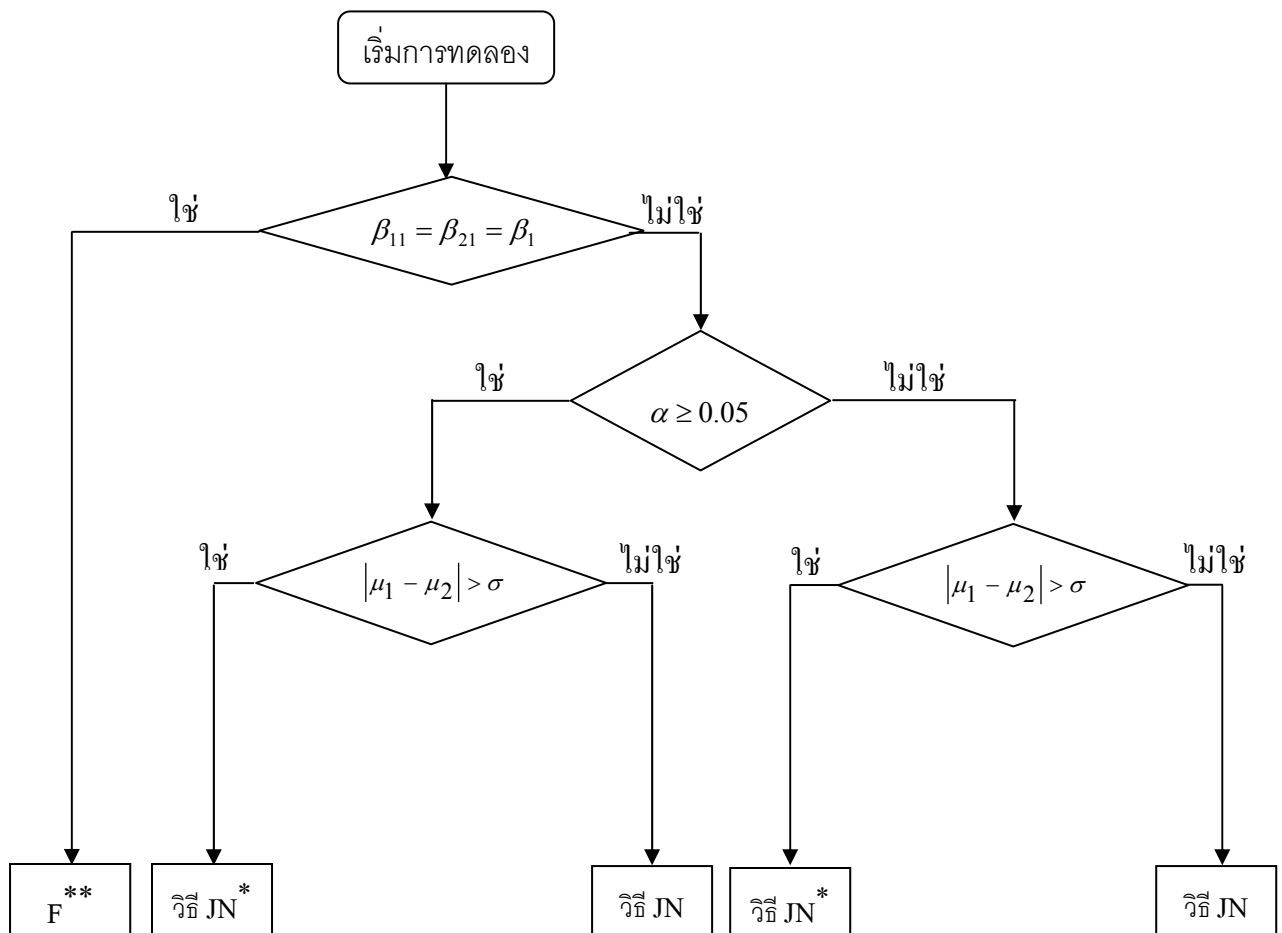 เริ่มการทดลอง
ใช่
ไม่ใช่
β₁₁ = β₂₁ = β₁
ใช่
ไม่ใช่
α ≥ 0.05
ใช่
ไม่ใช่
ใช่
ไม่ใช่
|μ₁ − μ₂| > σ
|μ₁ − μ₂| > σ
F**
วิธี JN*
วิธี JN
วิธี JN*
วิธี JN